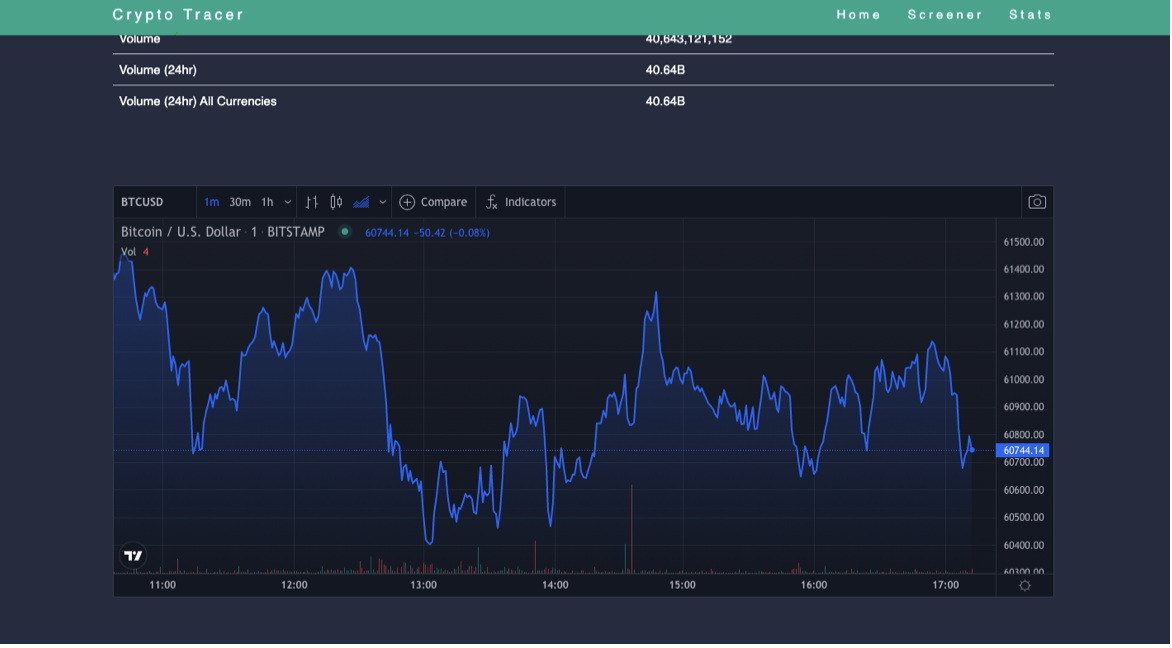 Crypto Tracer Home Screener Stats
Volume 40,643,121,152
Volume (24hr) 40.64B
Volume (24hr) All Currencies 40.64B
BTCUSD 1m 30m 1h Compare Indicators
Bitcoin / U.S. Dollar · 1 · BITSTAMP 60744.14 −50.42 (−0.08%)
Vol 4
61500.00
61400.00
61300.00
61200.00
61100.00
61000.00
60900.00
60800.00
60744.14
60700.00
60600.00
60500.00
60400.00
60300.00
11:00 12:00 13:00 14:00 15:00 16:00 17:00